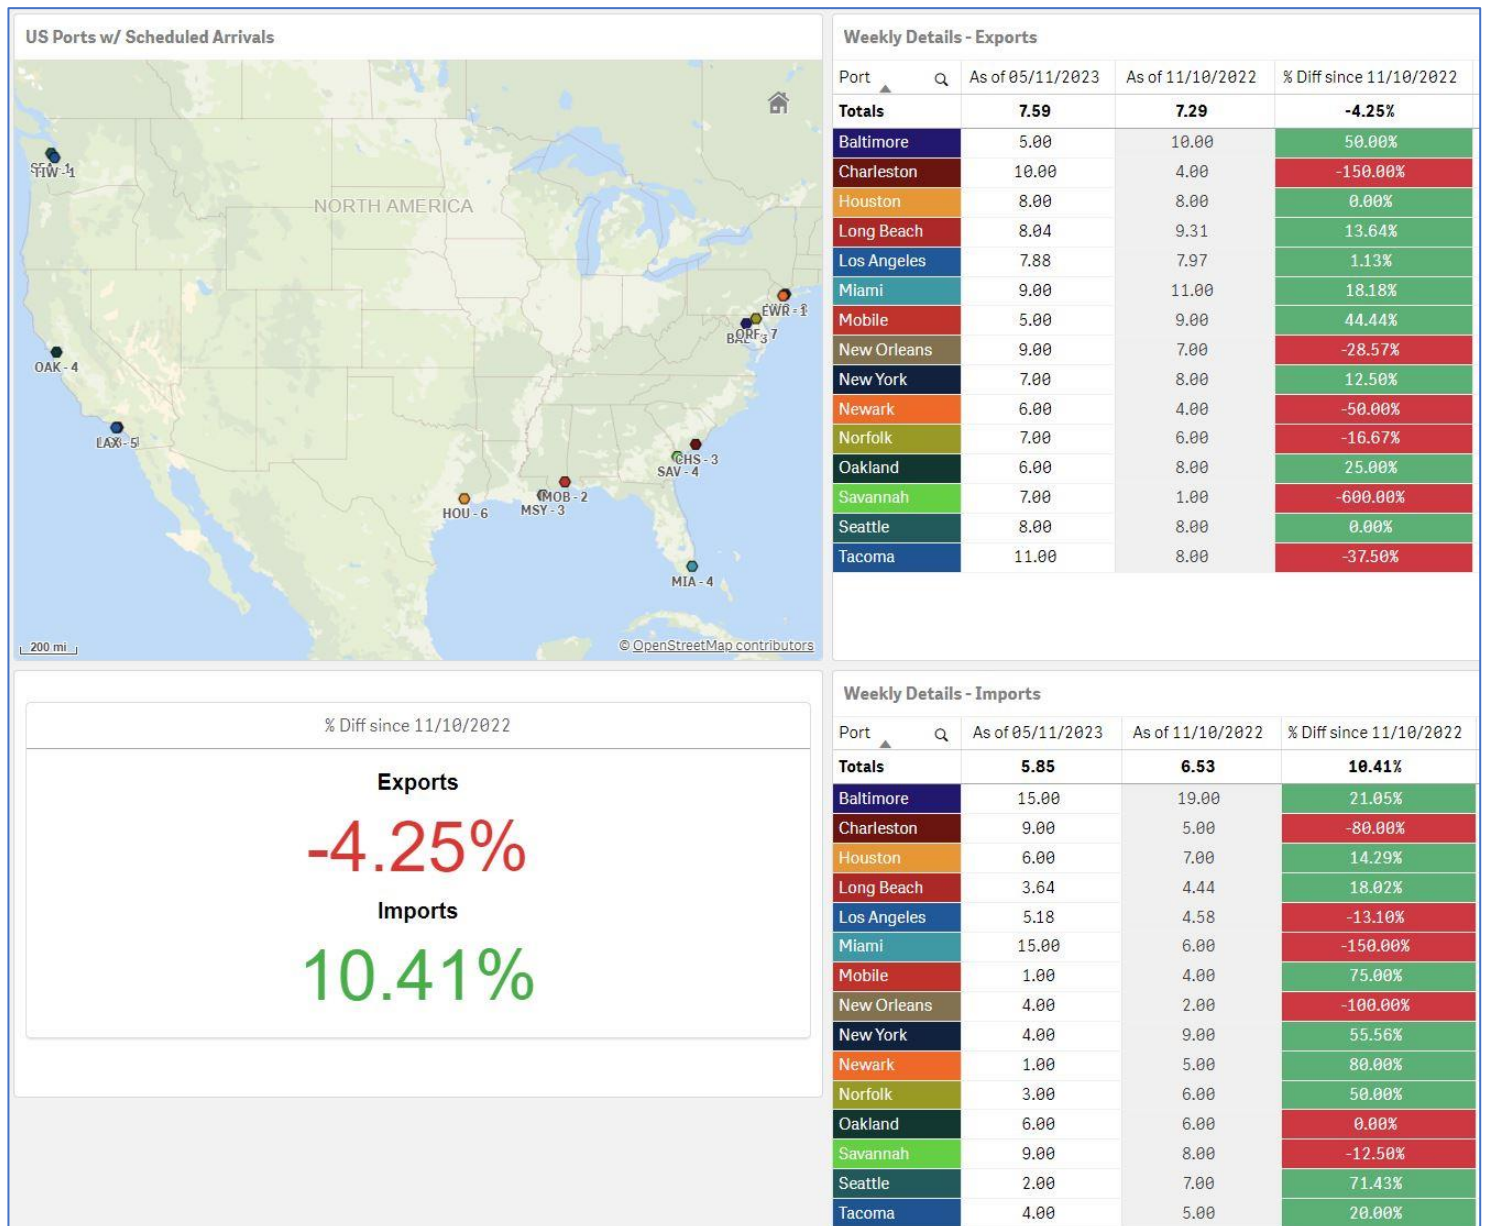 US Ports w/ Scheduled Arrivals
NORTH AMERICA
TIW - 1
OAK - 4
LAX - 5
EWR - 1
ORF - 7
CHS - 3
SAV - 4
MOB - 2
MSY - 3
HOU - 6
MIA - 4
200 mi
© OpenStreetMap contributors
Weekly Details - Exports
Port As of 05/11/2023 As of 11/10/2022 % Diff since 11/10/2022
Totals 7.59 7.29 -4.25%
Baltimore 5.00 10.00 50.00%
Charleston 10.00 4.00 -150.00%
Houston 8.00 8.00 0.00%
Long Beach 8.04 9.31 13.64%
Los Angeles 7.88 7.97 1.13%
Miami 9.00 11.00 18.18%
Mobile 5.00 9.00 44.44%
New Orleans 9.00 7.00 -28.57%
New York 7.00 8.00 12.50%
Newark 6.00 4.00 -50.00%
Norfolk 7.00 6.00 -16.67%
Oakland 6.00 8.00 25.00%
Savannah 7.00 1.00 -600.00%
Seattle 8.00 8.00 0.00%
Tacoma 11.00 8.00 -37.50%
% Diff since 11/10/2022
Exports
-4.25%
Imports
10.41%
Weekly Details - Imports
Port As of 05/11/2023 As of 11/10/2022 % Diff since 11/10/2022
Totals 5.85 6.53 10.41%
Baltimore 15.00 19.00 21.05%
Charleston 9.00 5.00 -80.00%
Houston 6.00 7.00 14.29%
Long Beach 3.64 4.44 18.02%
Los Angeles 5.18 4.58 -13.10%
Miami 15.00 6.00 -150.00%
Mobile 1.00 4.00 75.00%
New Orleans 4.00 2.00 -100.00%
New York 4.00 9.00 55.56%
Newark 1.00 5.00 80.00%
Norfolk 3.00 6.00 50.00%
Oakland 6.00 6.00 0.00%
Savannah 9.00 8.00 -12.50%
Seattle 2.00 7.00 71.43%
Tacoma 4.00 5.00 20.00%